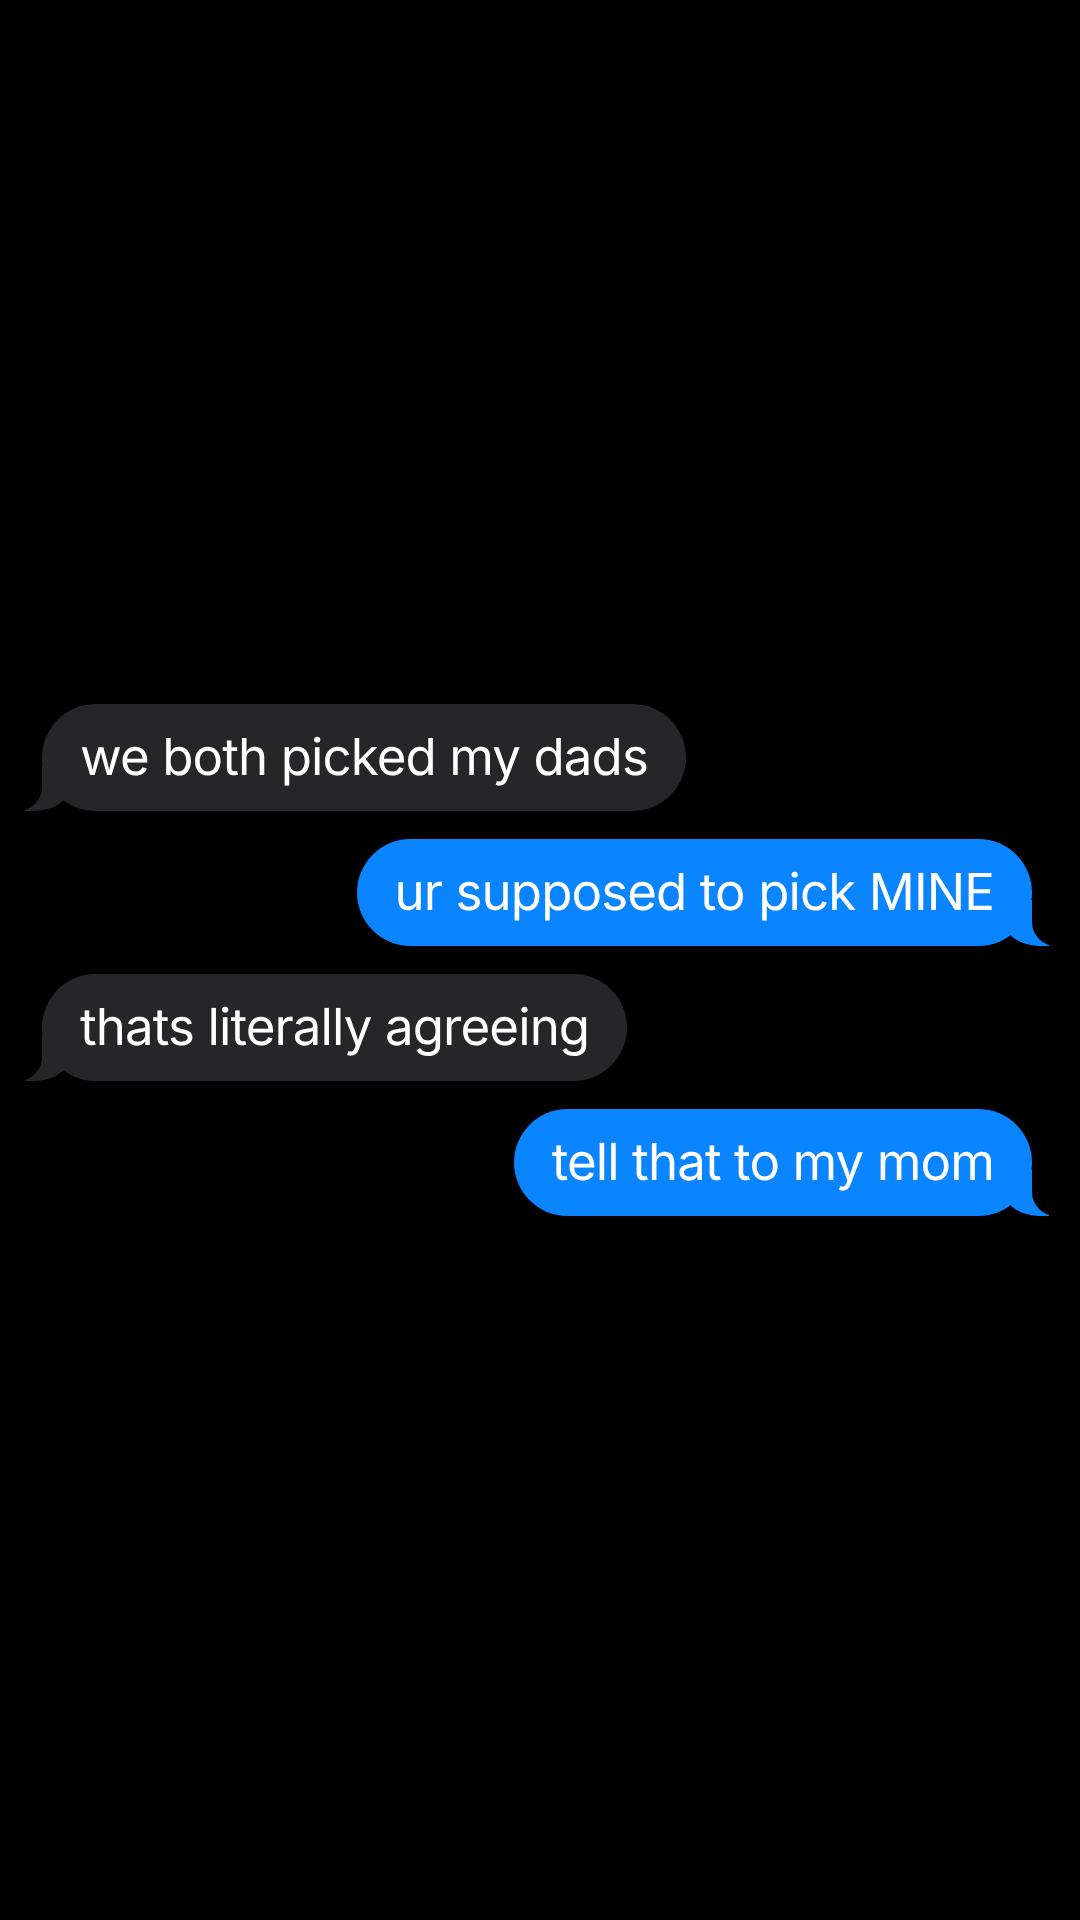 we both picked my dads
ur supposed to pick MINE
thats literally agreeing
tell that to my mom